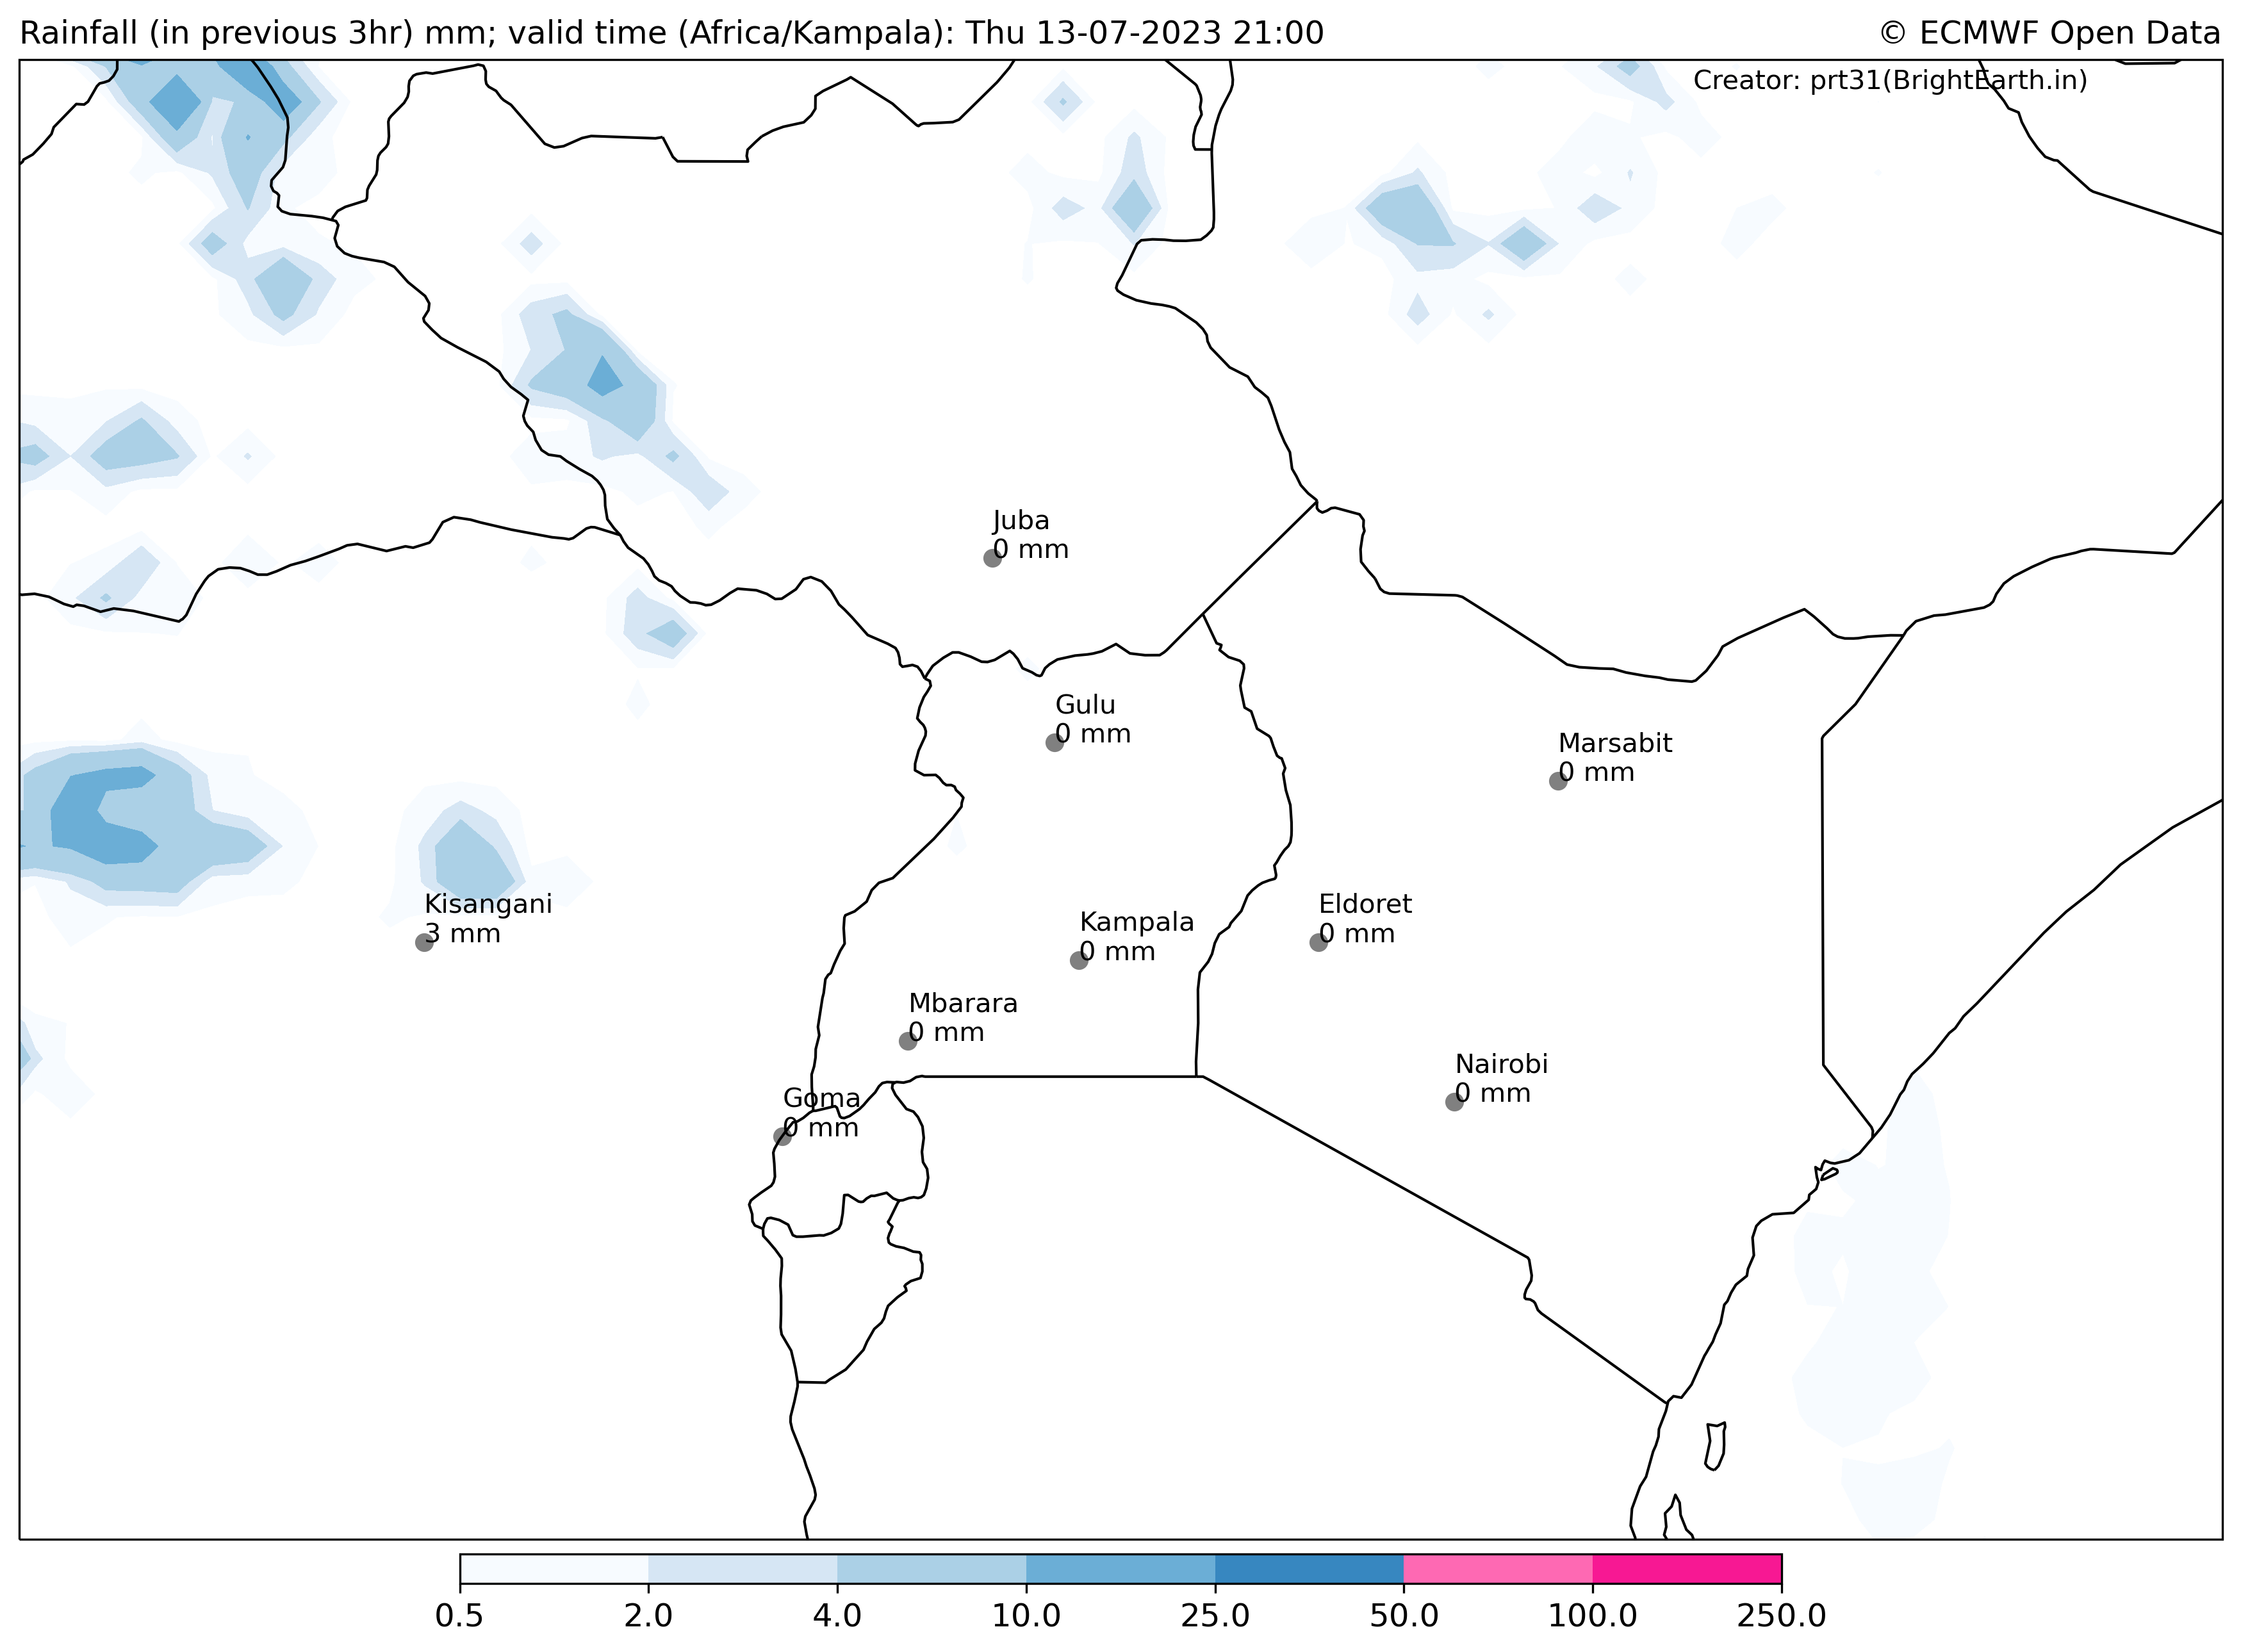 Rainfall (in previous 3hr) mm; valid time (Africa/Kampala): Thu 13-07-2023 21:00
© ECMWF Open Data
Creator: prt31(BrightEarth.in)
Juba
0 mm
Gulu
0 mm
Marsabit
0 mm
Kisangani
3 mm
Eldoret
0 mm
Kampala
0 mm
Mbarara
0 mm
Nairobi
0 mm
Goma
0 mm
0.5 2.0 4.0 10.0 25.0 50.0 100.0 250.0